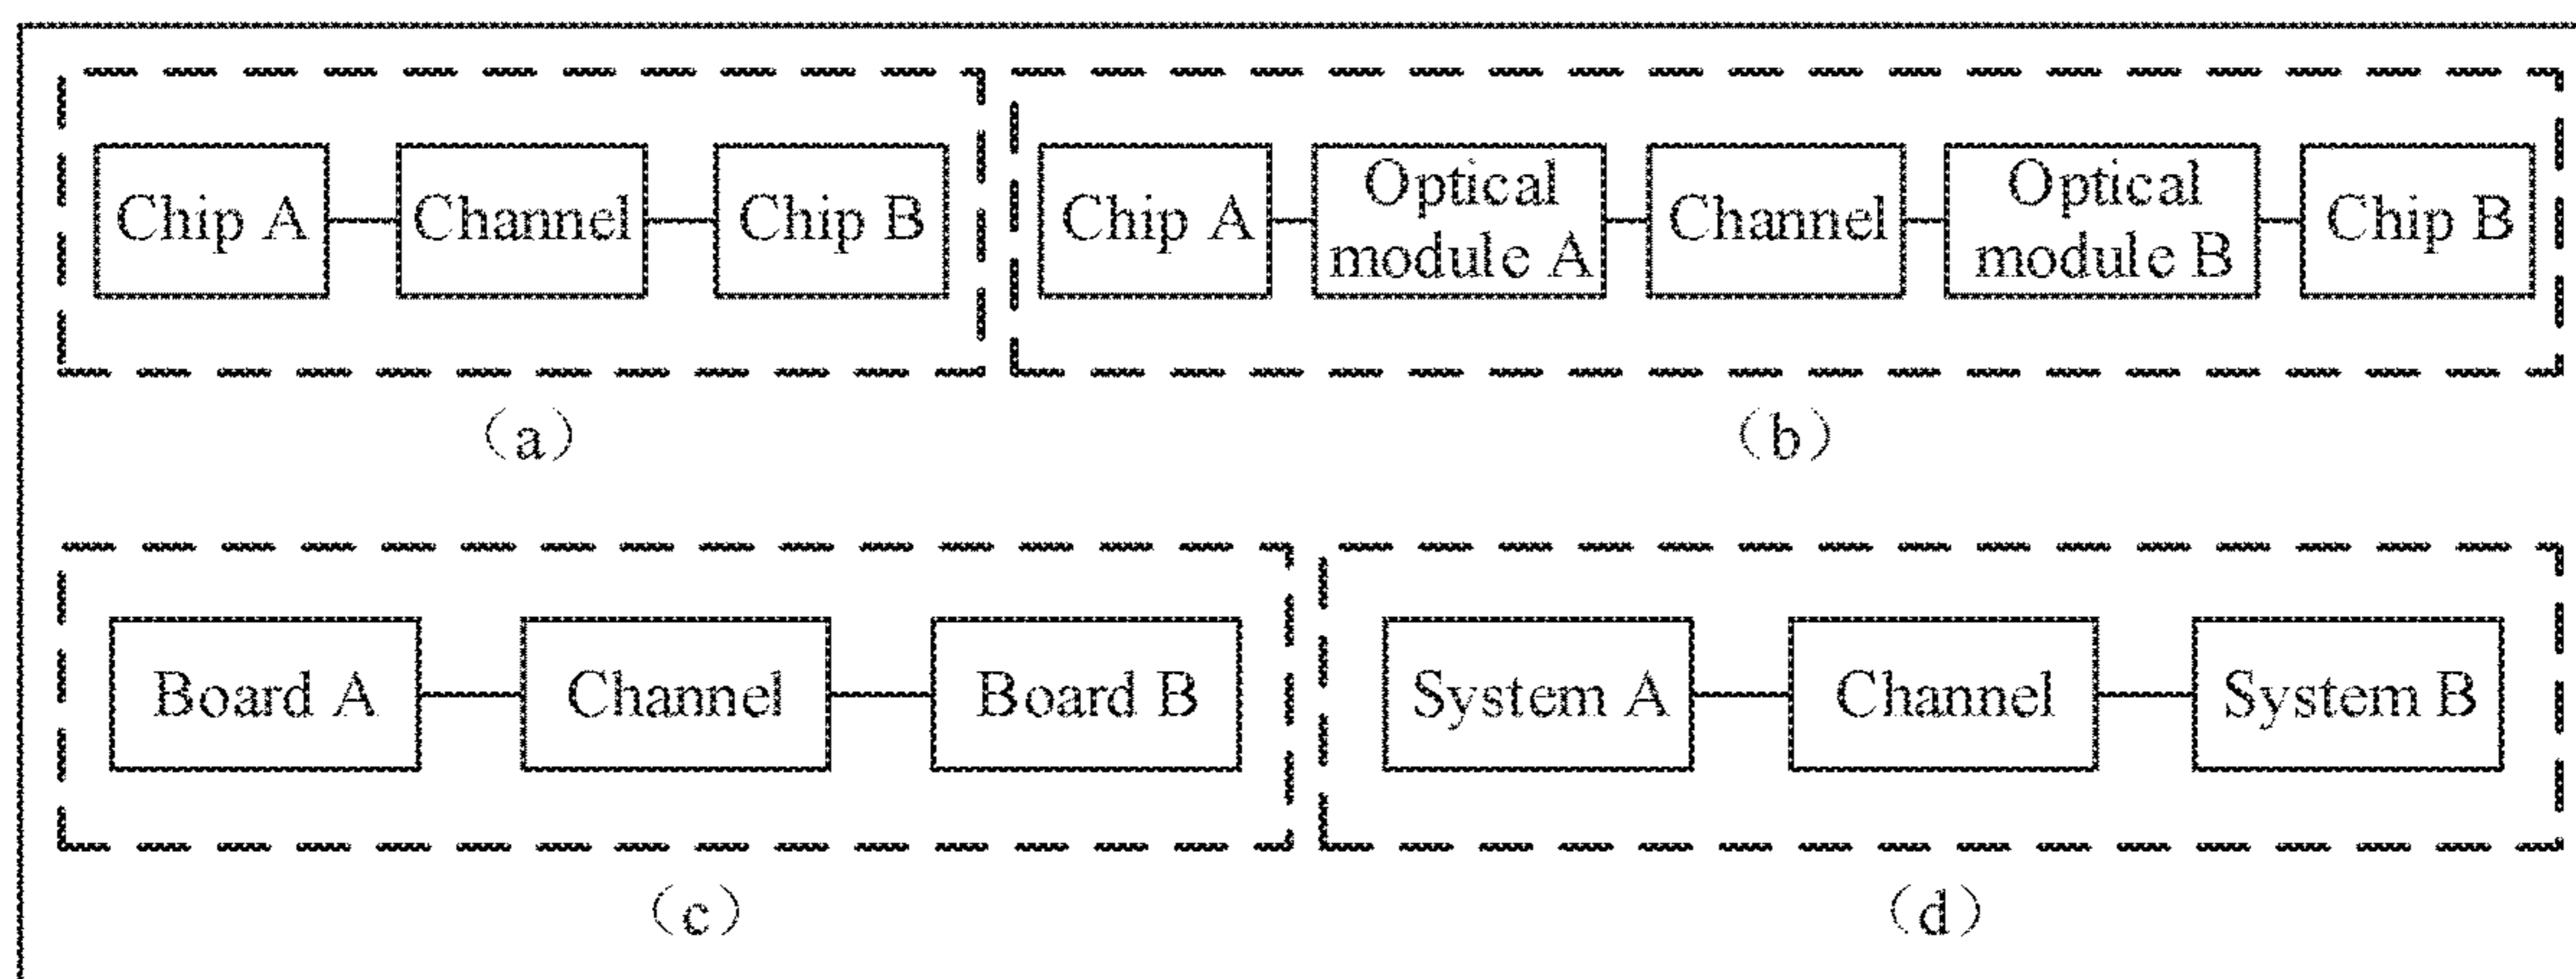 Chip A
Channel
Chip B
Chip A
Optical
module A
Channel
Optical
module B
Chip B
(a)
(b)
Board A
Channel
Board B
System A
Channel
System B
(c)
(d)